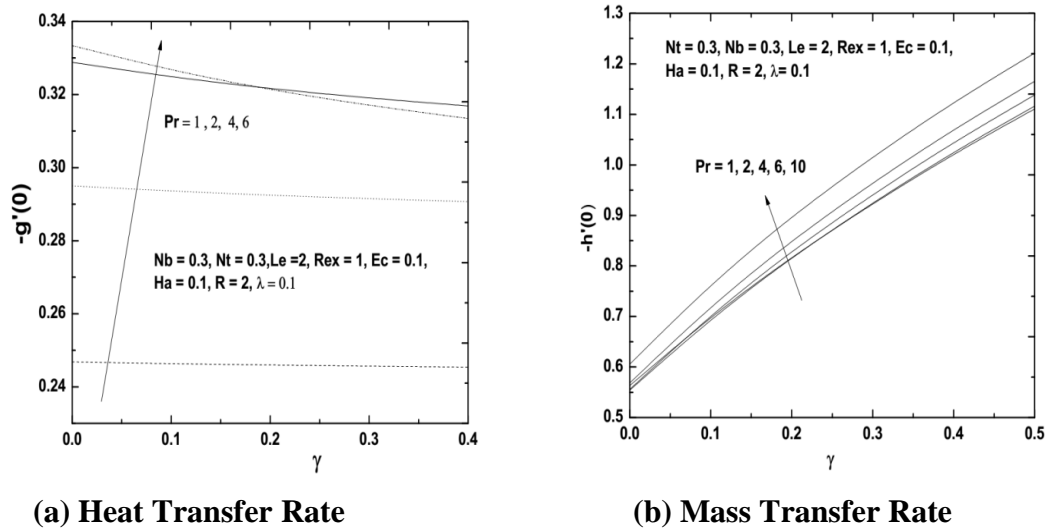 0.34
0.32
0.30
0.28
0.26
0.24
-g'(0)
Pr = 1 , 2, 4, 6
Nb = 0.3, Nt = 0.3,Le =2, Rex = 1, Ec = 0.1,
Ha = 0.1, R = 2, λ = 0.1
0.0 0.1 0.2 0.3 0.4
γ
(a) Heat Transfer Rate
1.3
1.2
1.1
1.0
0.9
0.8
0.7
0.6
0.5
-h'(0)
Nt = 0.3, Nb = 0.3, Le = 2, Rex = 1, Ec = 0.1,
Ha = 0.1, R = 2, λ= 0.1
Pr = 1, 2, 4, 6, 10
0.0 0.1 0.2 0.3 0.4 0.5
γ
(b) Mass Transfer Rate